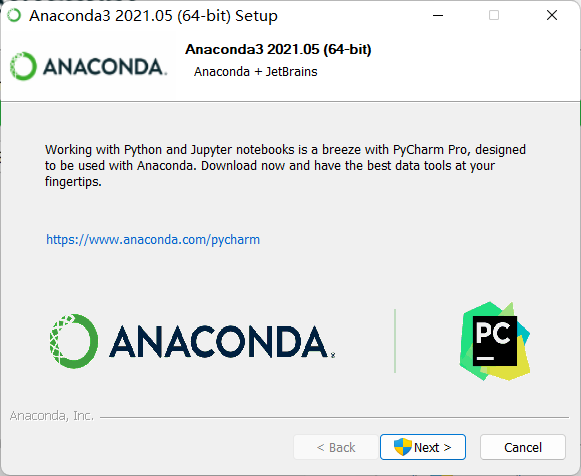 Anaconda3 2021.05 (64-bit) Setup
Anaconda3 2021.05 (64-bit)
Anaconda + JetBrains
ANACONDA.
Working with Python and Jupyter notebooks is a breeze with PyCharm Pro, designed
to be used with Anaconda. Download now and have the best data tools at your
fingertips.
https://www.anaconda.com/pycharm
ANACONDA.
PC
Anaconda, Inc.
< Back
Next >
Cancel